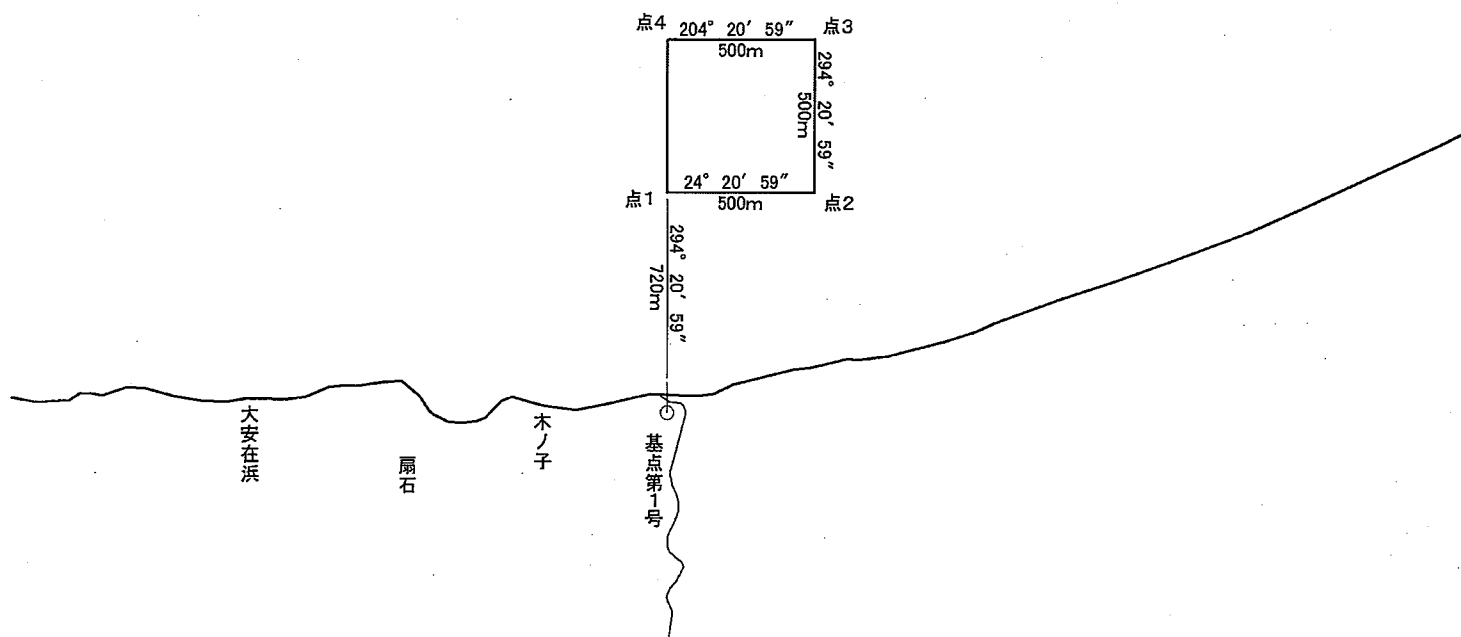 点4
204° 20′ 59″
500m
点3
294° 20′ 59″
500m
点1
24° 20′ 59″
500m
点2
294° 20′ 59″
720m
大安在浜
扇石
木ノ子
基点第1号